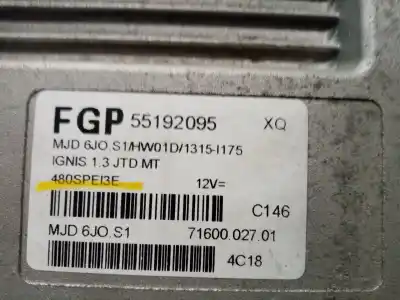 FGP 55192095 XQ
MJD 6JO.S1/HW01D/1315-I175
IGNIS 1.3 JTD MT
480SPEI3E 12V=
C146
MJD 6JO.S1 71600.027.01
4C18